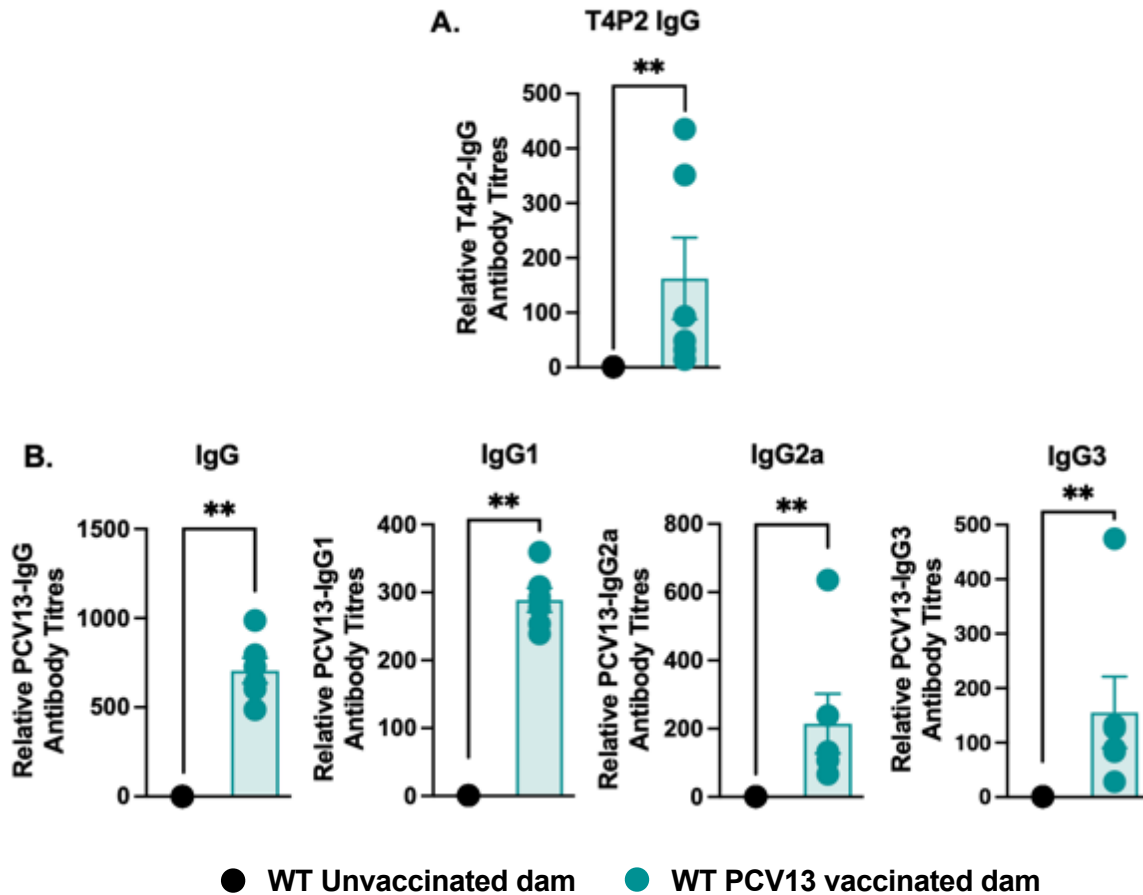 A.
T4P2 IgG
**
Relative T4P2-IgG
Antibody Titres
500
400
300
200
100
0
B.
IgG
**
Relative PCV13-IgG
Antibody Titres
1500
1000
500
0
IgG1
**
Relative PCV13-IgG1
Antibody Titres
400
300
200
100
0
IgG2a
**
Relative PCV13-IgG2a
Antibody Titres
800
600
400
200
0
IgG3
**
Relative PCV13-IgG3
Antibody Titres
500
400
300
200
100
0
WT Unvaccinated dam
WT PCV13 vaccinated dam